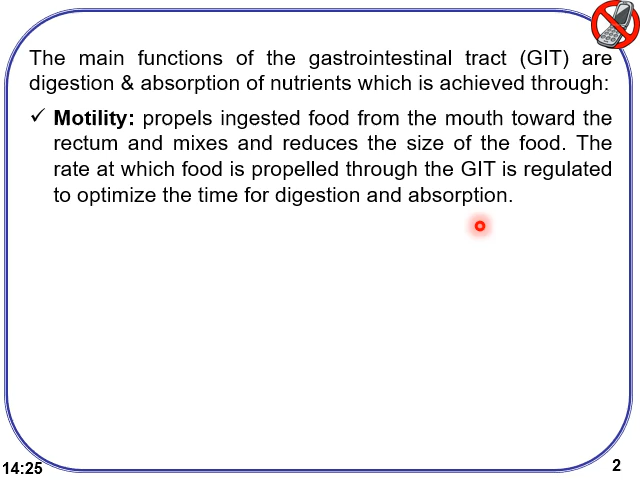 The main functions of the gastrointestinal tract (GIT) are
digestion & absorption of nutrients which is achieved through:
✓ Motility: propels ingested food from the mouth toward the
rectum and mixes and reduces the size of the food. The
rate at which food is propelled through the GIT is regulated
to optimize the time for digestion and absorption.
14:25
2